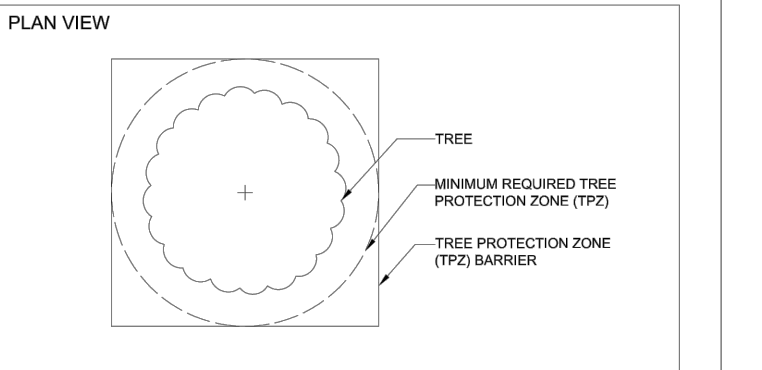 PLAN VIEW
TREE
MINIMUM REQUIRED TREE
PROTECTION ZONE (TPZ)
TREE PROTECTION ZONE
(TPZ) BARRIER